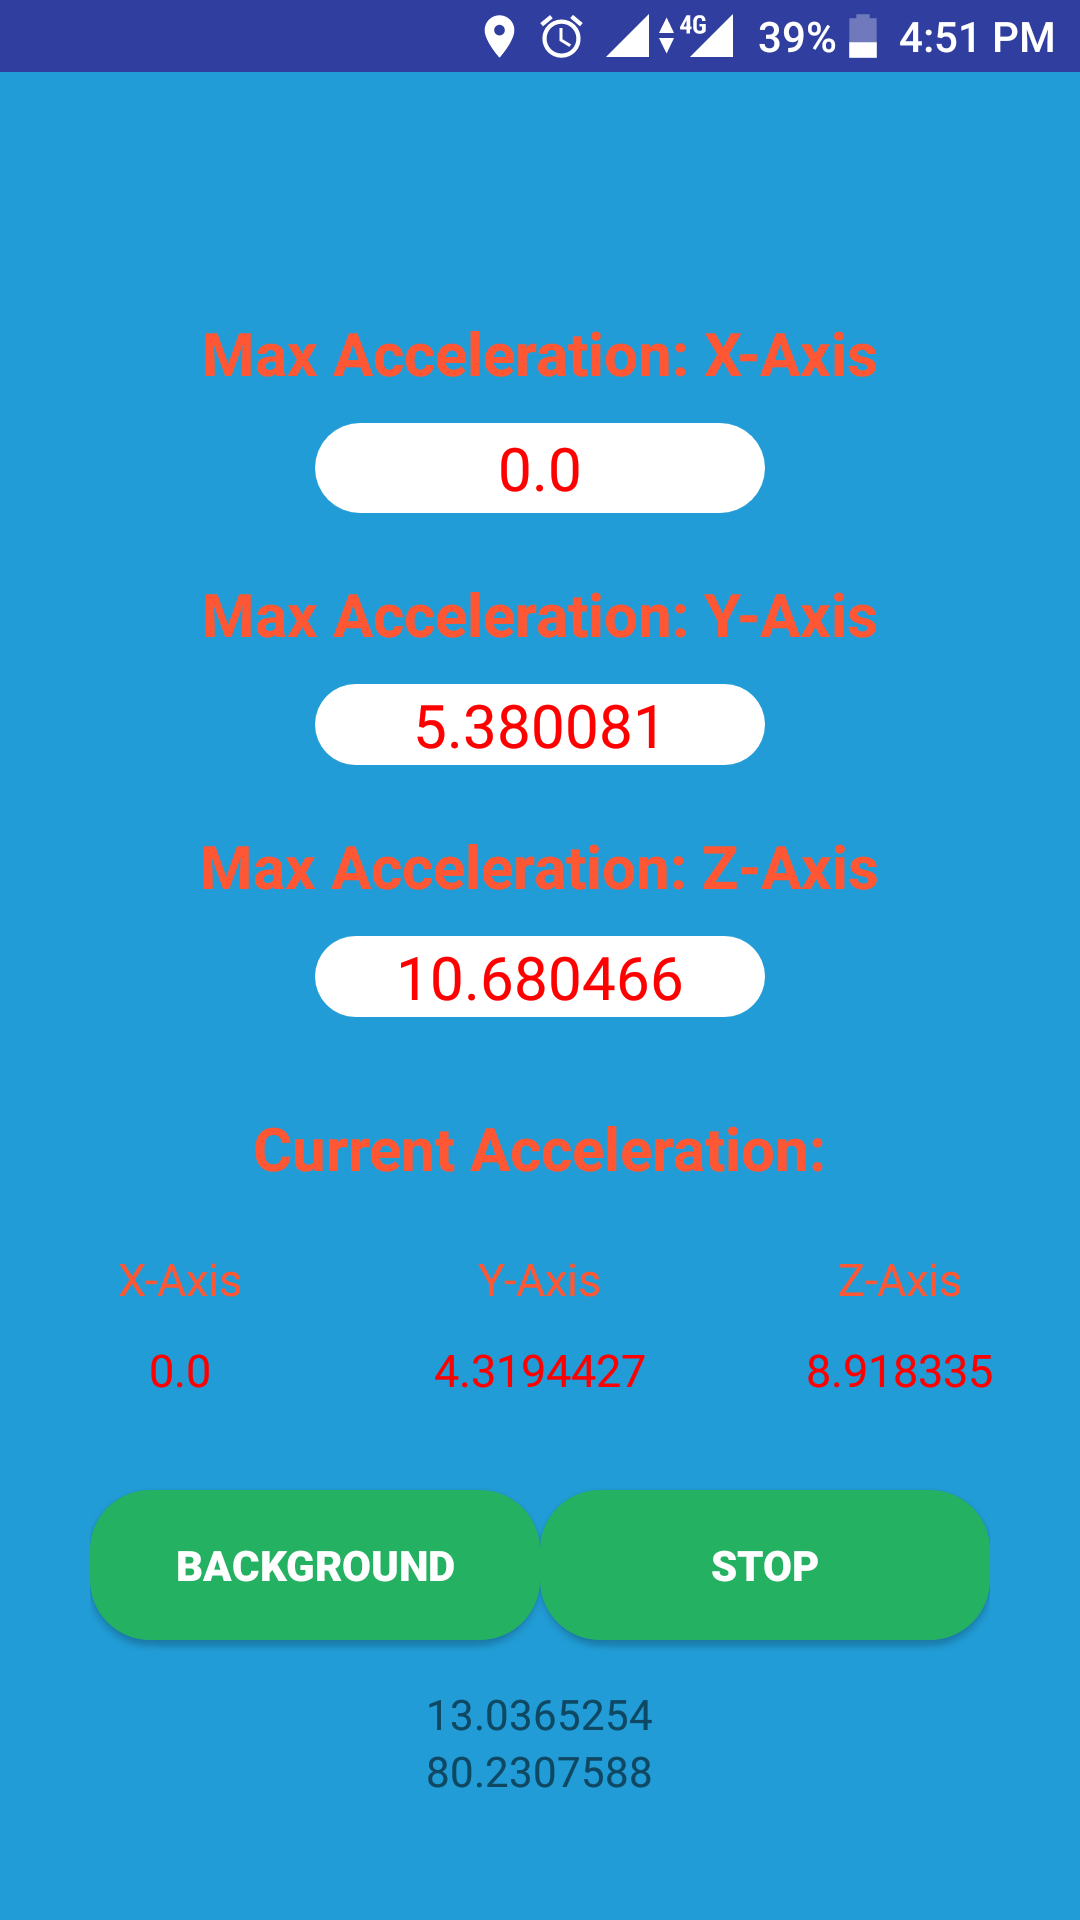 4G 39% 4:51 PM
Max Acceleration: X-Axis
0.0
Max Acceleration: Y-Axis
5.380081
Max Acceleration: Z-Axis
10.680466
Current Acceleration:
X-Axis Y-Axis Z-Axis
0.0 4.3194427 8.918335
BACKGROUND STOP
13.0365254
80.2307588